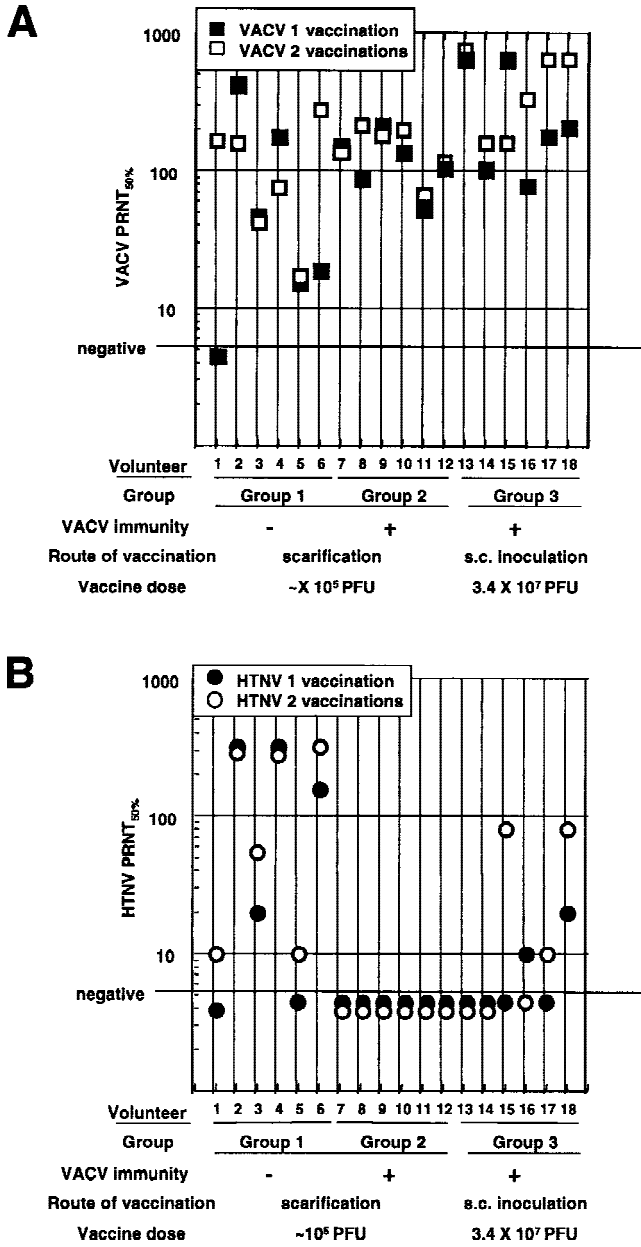 A
VACV 1 vaccination
VACV 2 vaccinations
1000
100
10
negative
VACV PRNT50%
Volunteer 1 2 3 4 5 6 7 8 9 10 11 12 13 14 15 16 17 18
Group Group 1 Group 2 Group 3
VACV immunity - + +
Route of vaccination scarification s.c. inoculation
Vaccine dose ~X 10⁵ PFU 3.4 X 10⁷ PFU
B
HTNV 1 vaccination
HTNV 2 vaccinations
1000
100
10
negative
HTNV PRNT50%
Volunteer 1 2 3 4 5 6 7 8 9 10 11 12 13 14 15 16 17 18
Group Group 1 Group 2 Group 3
VACV immunity - + +
Route of vaccination scarification s.c. inoculation
Vaccine dose ~10⁵ PFU 3.4 X 10⁷ PFU